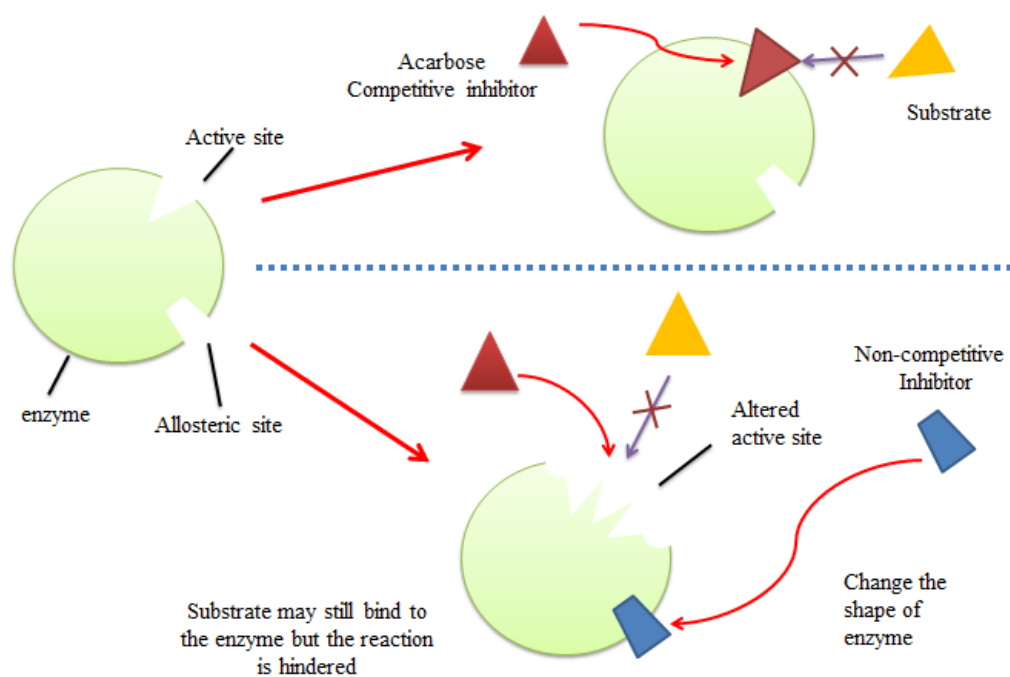 Acarbose
Competitive inhibitor
Substrate
Active site
enzyme
Allosteric site
Non-competitive
Inhibitor
Altered
active site
Change the
shape of
enzyme
Substrate may still bind to
the enzyme but the reaction
is hindered